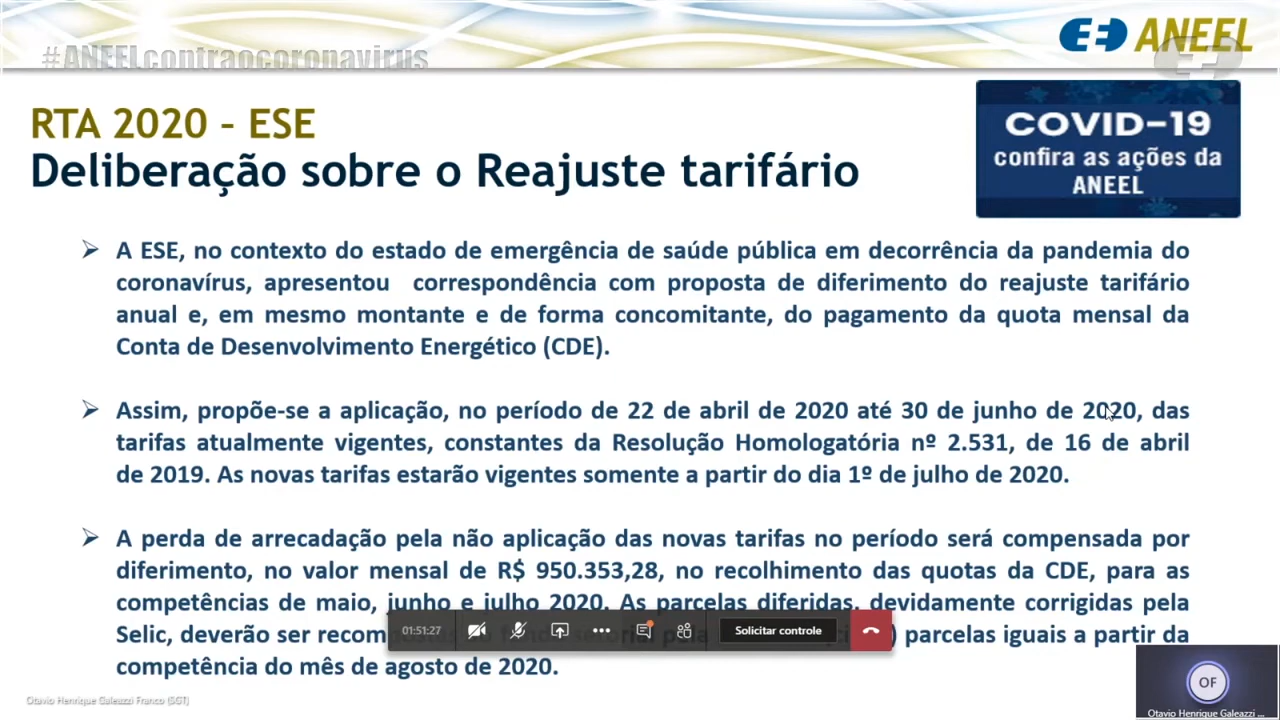 #ANEELcontraocoronavirus
ANEEL
RTA 2020 – ESE
Deliberação sobre o Reajuste tarifário
COVID-19
confira as ações da
ANEEL
A ESE, no contexto do estado de emergência de saúde pública em decorrência da pandemia do
coronavírus, apresentou correspondência com proposta de diferimento do reajuste tarifário
anual e, em mesmo montante e de forma concomitante, do pagamento da quota mensal da
Conta de Desenvolvimento Energético (CDE).
Assim, propõe-se a aplicação, no período de 22 de abril de 2020 até 30 de junho de 2020, das
tarifas atualmente vigentes, constantes da Resolução Homologatória nº 2.531, de 16 de abril
de 2019. As novas tarifas estarão vigentes somente a partir do dia 1º de julho de 2020.
A perda de arrecadação pela não aplicação das novas tarifas no período será compensada por
diferimento, no valor mensal de R$ 950.353,28, no recolhimento das quotas da CDE, para as
competências de maio, junho e julho 2020. As parcelas diferidas, devidamente corrigidas pela
Selic, deverão ser ) parcelas iguais a partir da
competência do mês de agosto de 2020.
01:51:27
Solicitar controle
OF
Otavio Henrique Galeazzi ...
Otavio Henrique Galeazzi Franco (SGT)